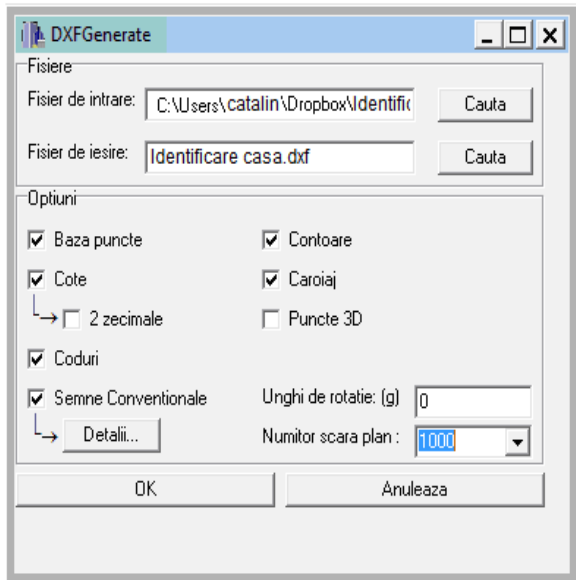 DXFGenerate
Fisiere
Fisier de intrare: C:\Users\catalin\Dropbox\Identific Cauta
Fisier de iesire: Identificare casa.dxf Cauta
Optiuni
Baza puncte Contoare
Cote Caroiaj
2 zecimale Puncte 3D
Coduri
Semne Conventionale Unghi de rotatie: (g) 0
Detalii... Numitor scara plan : 1000
OK Anuleaza